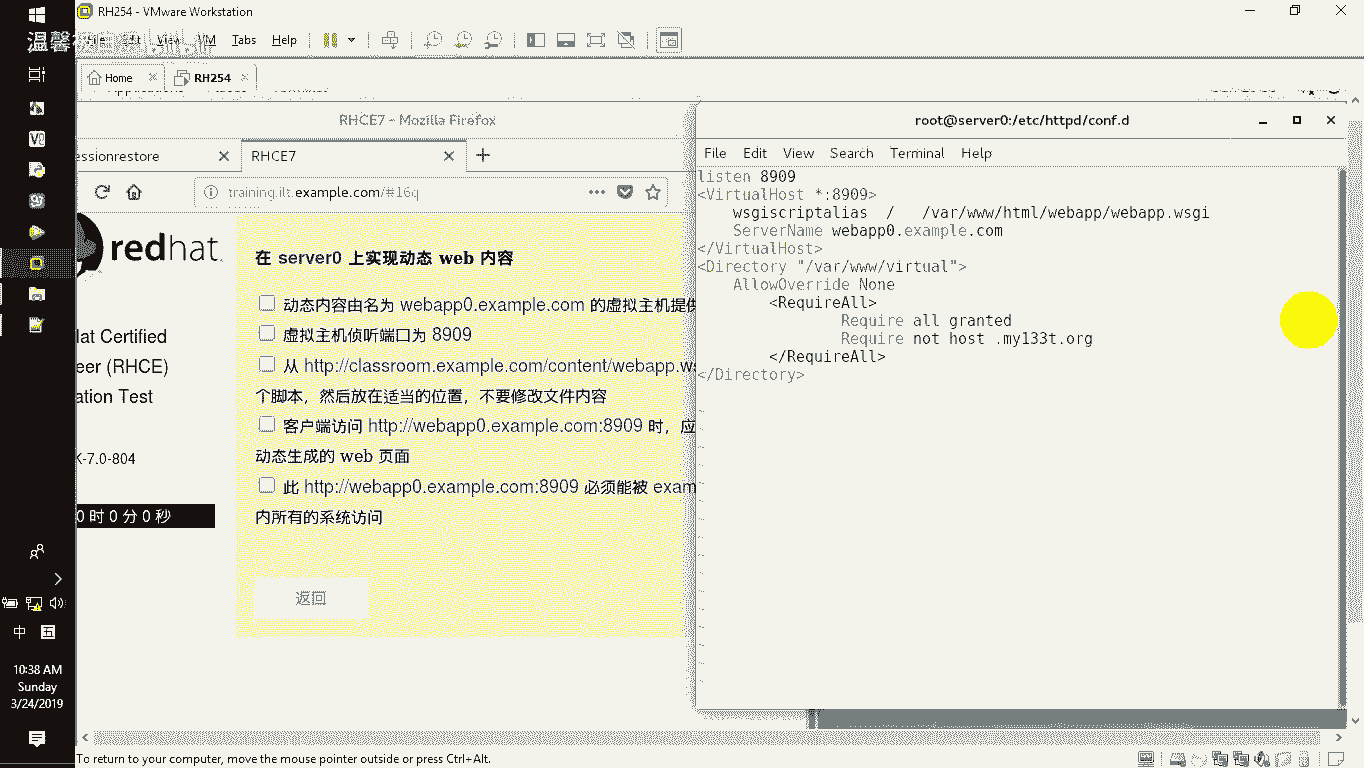 RH254 - VMware Workstation
温馨
View VM Tabs Help
Home
RH254
RHCE7 - Mozilla Firefox
essionrestore
RHCE7
training.ilt.example.com/#16q
redhat.
Hat Certified
eer (RHCE)
ation Test
K-7.0-804
0 时 0 分 0 秒
在 server0 上实现动态 web 内容
动态内容由名为 webapp0.example.com 的虚拟主机提供
虚拟主机侦听端口为 8909
从 http://classroom.example.com/content/webapp.ws
个脚本，然后放在适当的位置，不要修改文件内容
客户端访问 http://webapp0.example.com:8909 时，应
动态生成的 web 页面
此 http://webapp0.example.com:8909 必须能被 exam
内所有的系统访问
返回
root@server0:/etc/httpd/conf.d
File Edit View Search Terminal Help
listen 8909
<VirtualHost *:8909>
wsgiscriptalias / /var/www/html/webapp/webapp.wsgi
ServerName webapp0.example.com
</VirtualHost>
<Directory "/var/www/virtual">
AllowOverride None
<RequireAll>
Require all granted
Require not host .my133t.org
</RequireAll>
</Directory>
中
五
10:38 AM
Sunday
3/24/2019
To return to your computer, move the mouse pointer outside or press Ctrl+Alt.